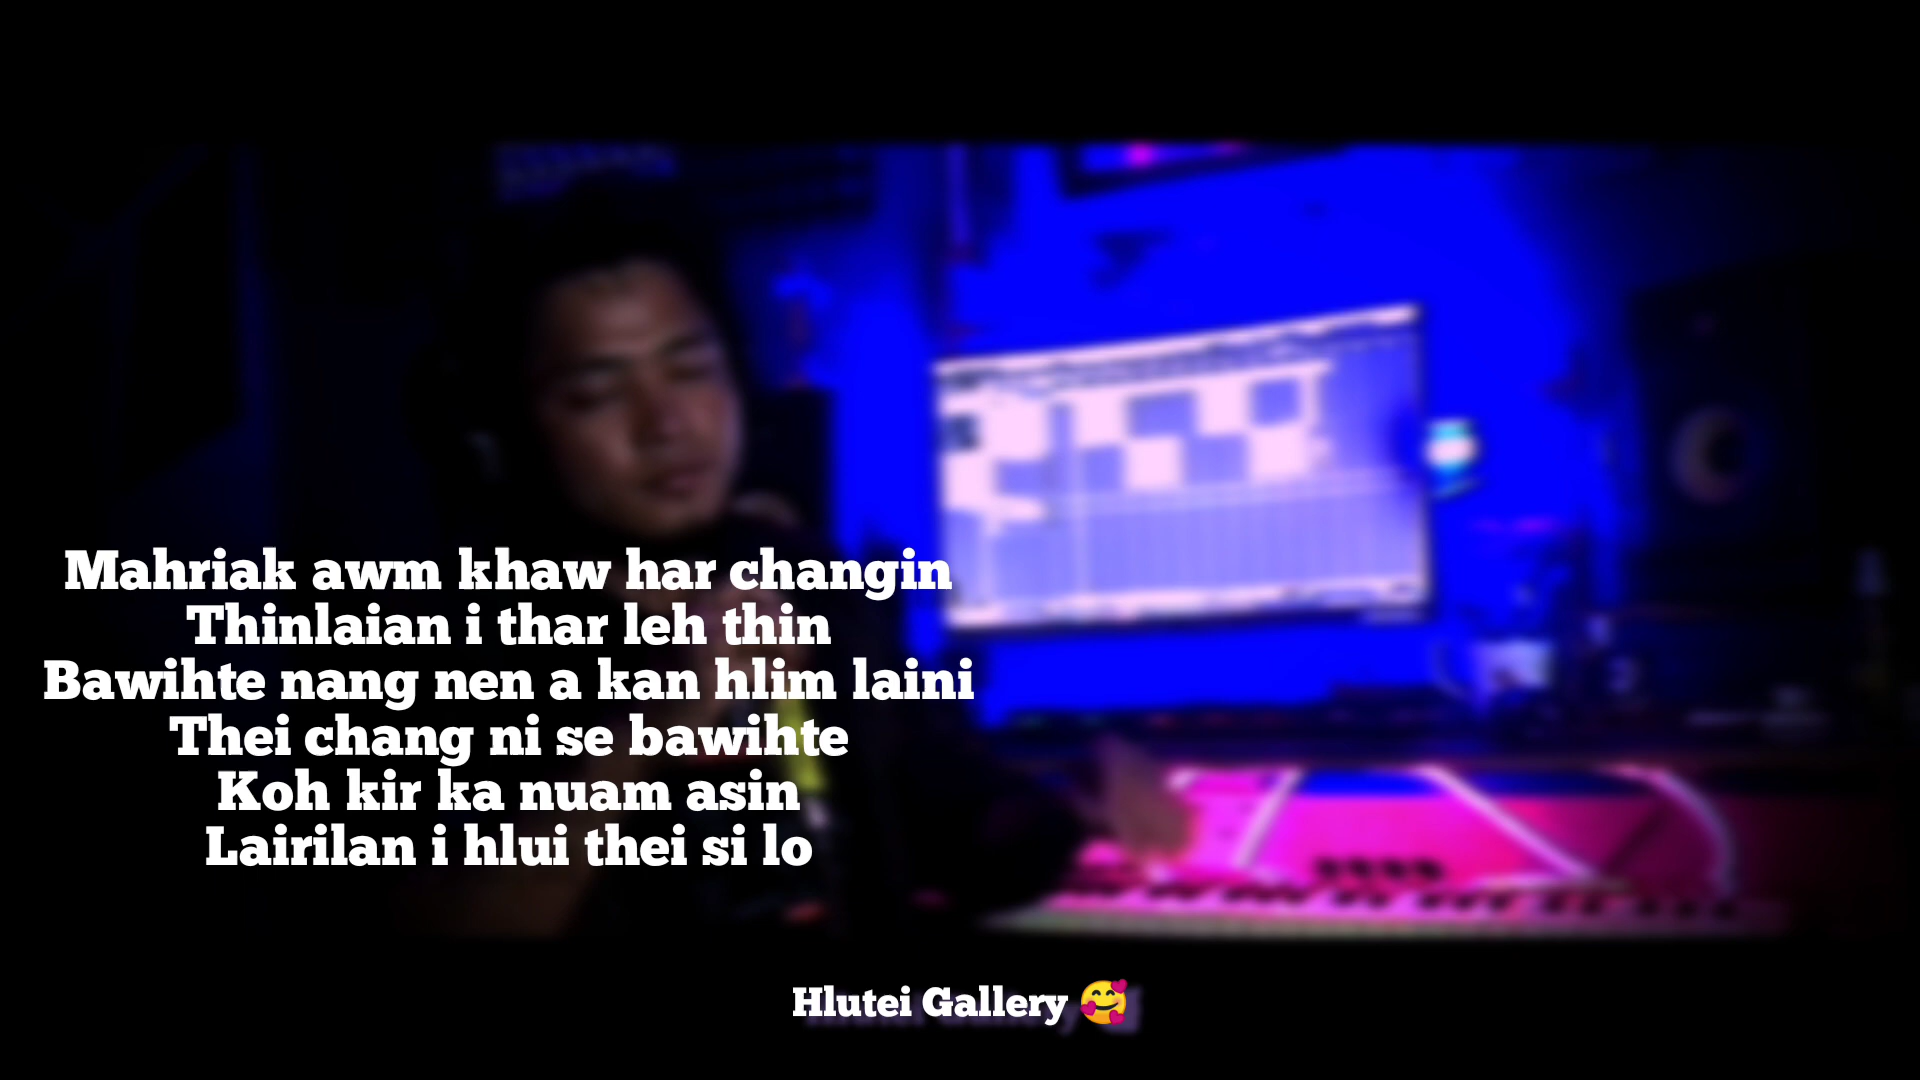 Mahriak awm khaw har changin
Thinlaian i thar leh thin
Bawihte nang nen a kan hlim laini
Thei chang ni se bawihte
Koh kir ka nuam asin
Lairilan i hlui thei si lo
Hlutei Gallery 🥰